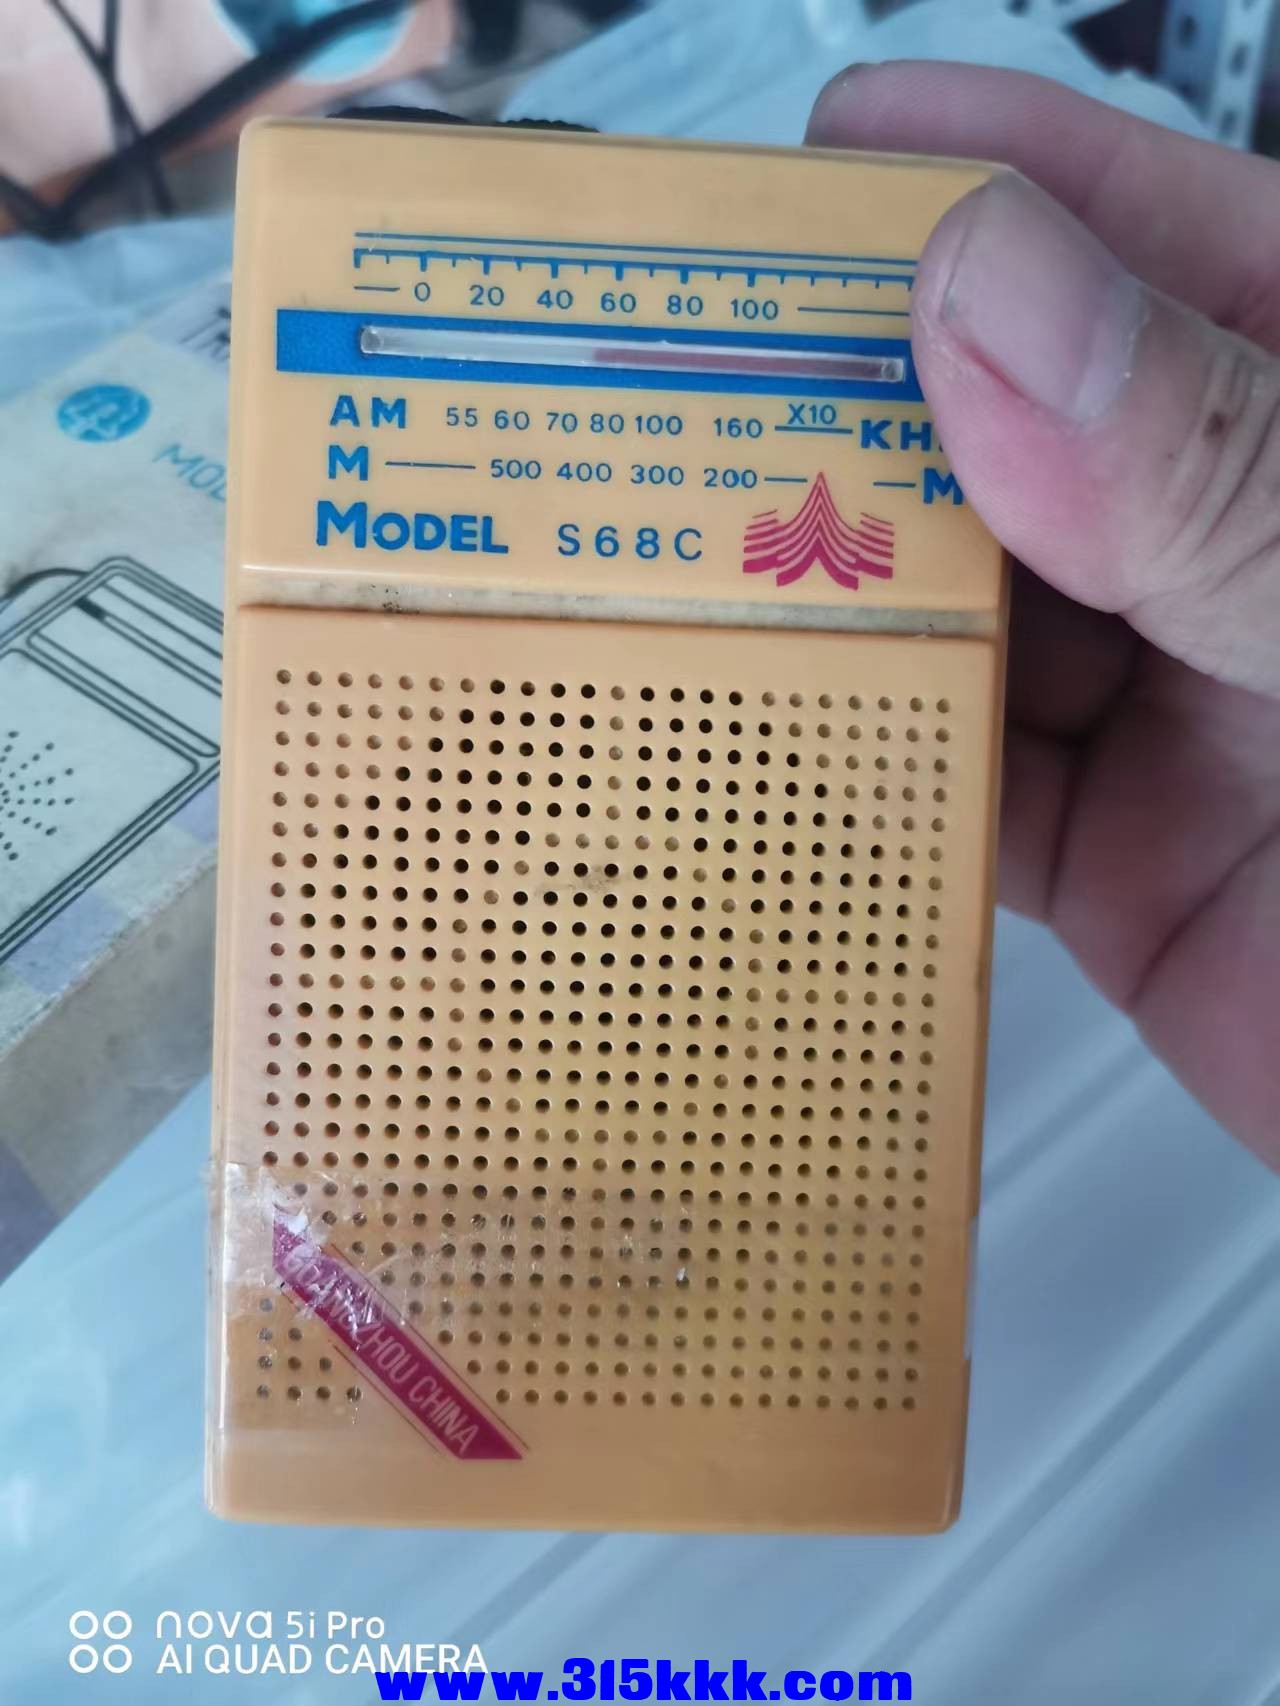 0 20 40 60 80 100
AM 55 60 70 80 100 160 X10 KH
M 500 400 300 200 M
MODEL S68C
GUANGZHOU CHINA
nova 5i Pro
AI QUAD CAMERA
www.315kkk.com